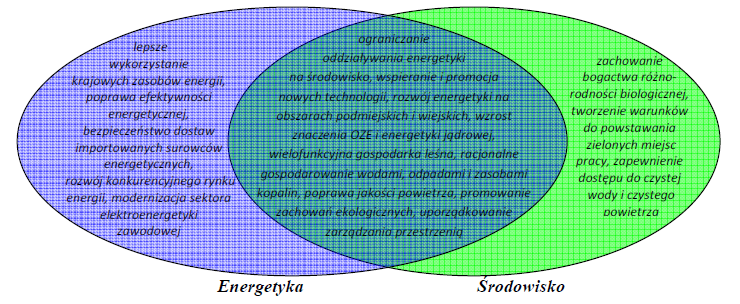 lepsze
wykorzystanie
krajowych zasobów energii,
poprawa efektywności
energetycznej,
bezpieczeństwo dostaw
importowanych surowców
energetycznych,
rozwój konkurencyjnego rynku
energii, modernizacja sektora
elektroenergetyki
zawodowej
ograniczanie
oddziaływania energetyki
na środowisko, wspieranie i promocja
nowych technologii, rozwój energetyki na
obszarach podmiejskich i wiejskich, wzrost
znaczenia OZE i energetyki jądrowej,
wielofunkcyjna gospodarka leśna, racjonalne
gospodarowanie wodami, odpadami i zasobami
kopalin, poprawa jakości powietrza, promowanie
zachowań ekologicznych, uporządkowanie
zarządzania przestrzenią
zachowanie
bogactwa różno-
rodności biologicznej,
tworzenie warunków
do powstawania
zielonych miejsc
pracy, zapewnienie
dostępu do czystej
wody i czystego
powietrza
Energetyka
Środowisko